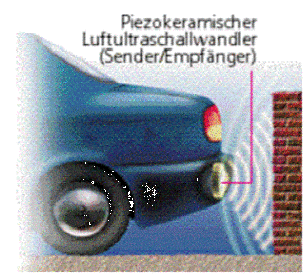 Piezokeramischer
Luftultraschallwandler
(Sender/Empfänger)